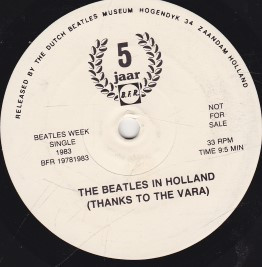 RELEASED BY THE DUTCH BEATLES MUSEUM HOGENDYK 34 ZAANDAM HOLLAND
5
jaar
B.F.R.
BEATLES WEEK
SINGLE
1983
BFR 19781983
NOT
FOR
SALE
33 RPM
TIME 9:5 MIN
THE BEATLES IN HOLLAND
(THANKS TO THE VARA)